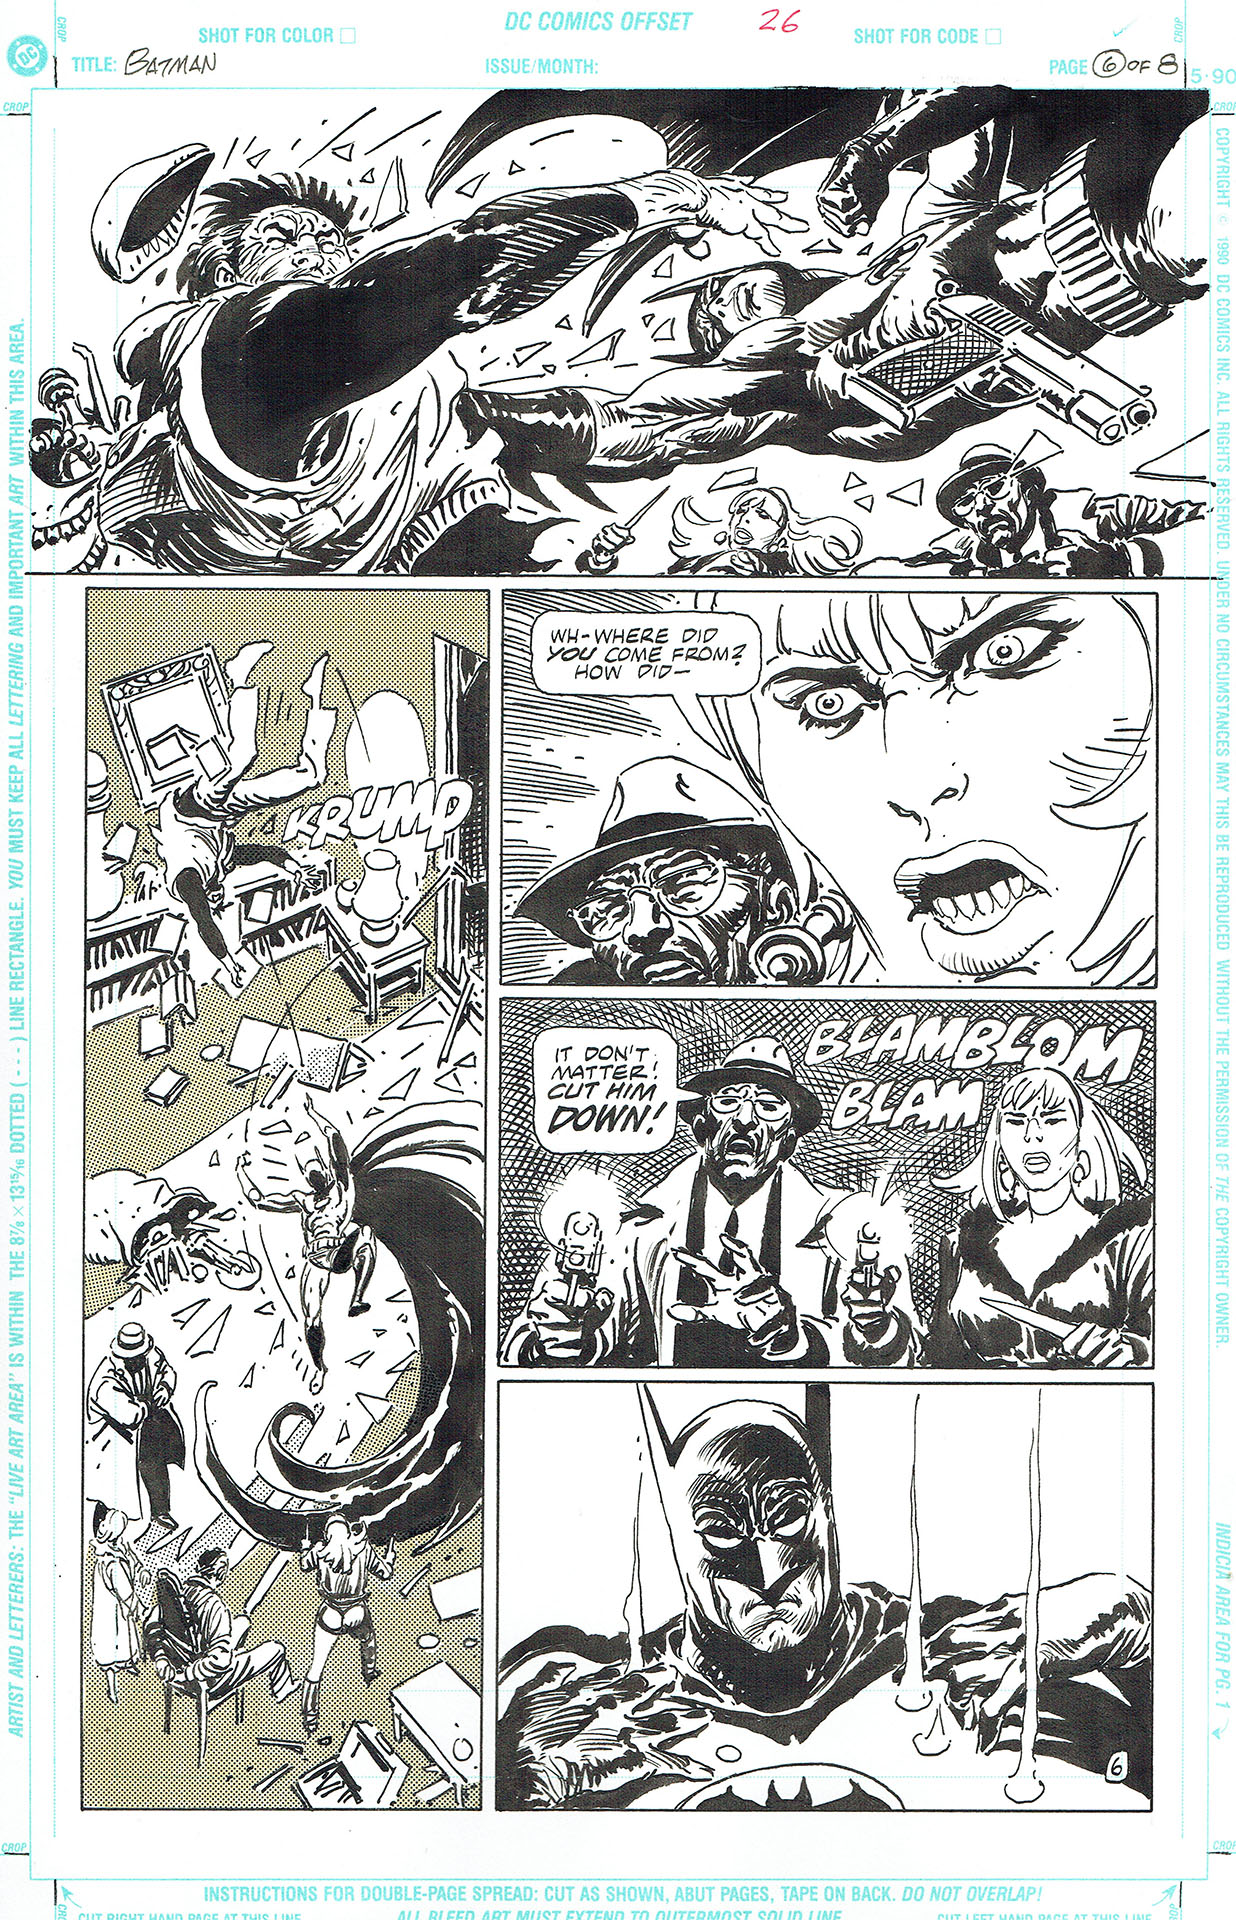 DC COMICS OFFSET
26
SHOT FOR COLOR
SHOT FOR CODE
DC
TITLE: BATMAN
ISSUE/MONTH:
PAGE 6 OF 8
5·90
CROP
CROP
CROP
CROP
WH-WHERE DID
YOU COME FROM?
HOW DID—
KRUMP
IT DON'T
MATTER!
CUT HIM
DOWN!
BLAMBLOM
BLAM
6
ARTIST AND LETTERERS: THE "LIVE ART AREA" IS WITHIN THE 8⅞ × 13 15/16 DOTTED ( - - - ) LINE RECTANGLE. YOU MUST KEEP ALL LETTERING AND IMPORTANT ART WITHIN THIS AREA.
COPYRIGHT © 1990 DC COMICS INC. ALL RIGHTS RESERVED. UNDER NO CIRCUMSTANCES MAY THIS BE REPRODUCED WITHOUT THE PERMISSION OF THE COPYRIGHT OWNER.
INDICIA AREA FOR PG. 1
CROP
CROP
INSTRUCTIONS FOR DOUBLE-PAGE SPREAD: CUT AS SHOWN, ABUT PAGES, TAPE ON BACK. DO NOT OVERLAP!
CUT RIGHT HAND PAGE AT THIS LINE
ALL BLEED ART MUST EXTEND TO OUTERMOST SOLID LINE
CUT LEFT HAND PAGE AT THIS LINE